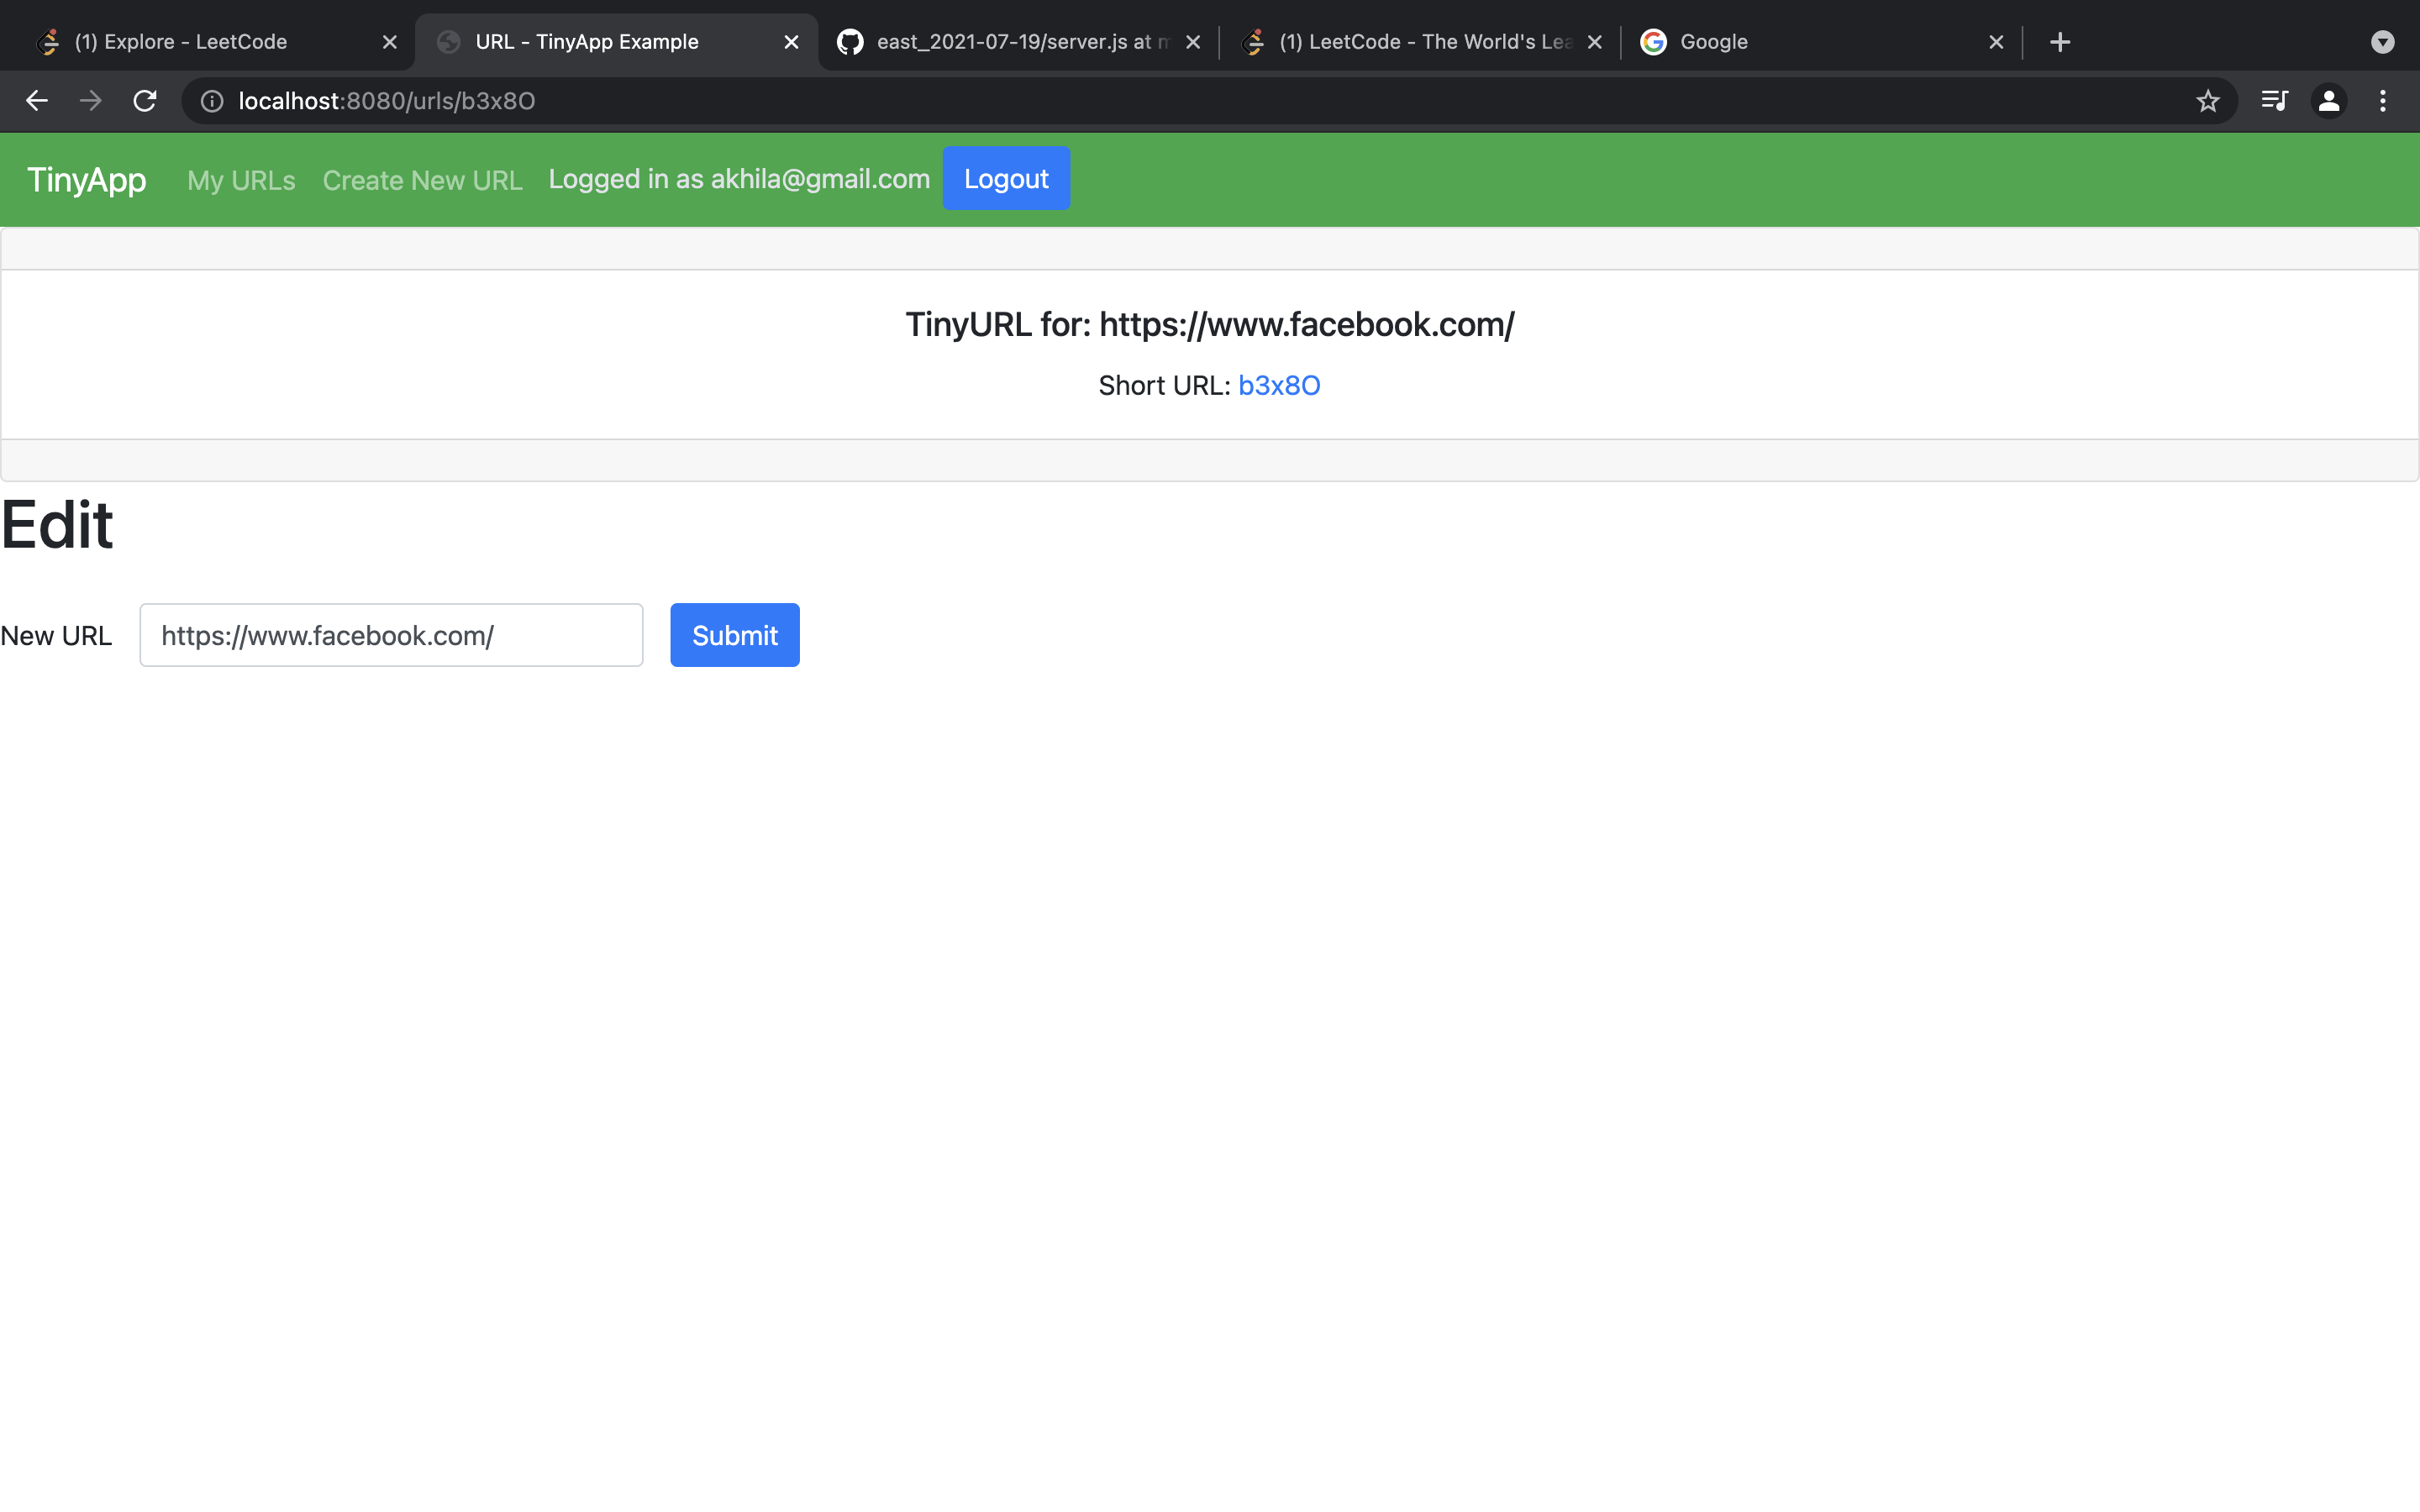 (1) Explore - LeetCode
URL - TinyApp Example
east_2021-07-19/server.js at
(1) LeetCode - The World's
Google
localhost:8080/urls/b3x8O
TinyApp My URLs Create New URL Logged in as akhila@gmail.com Logout
TinyURL for: https://www.facebook.com/
Short URL: b3x8O
Edit
New URL https://www.facebook.com/ Submit